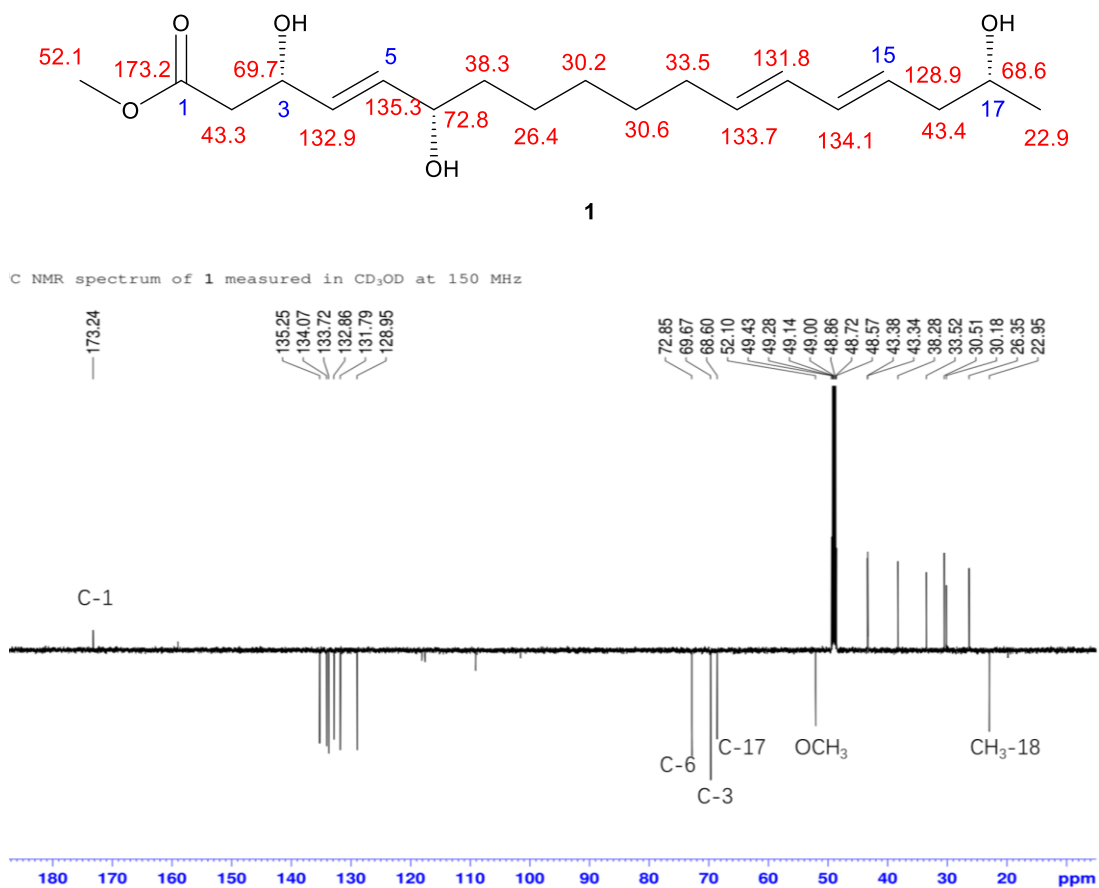 O OH OH
52.1 173.2 69.7 5 38.3 30.2 33.5 131.8 15 128.9 68.6
O 1 43.3 3 132.9 135.3 72.8 26.4 30.6 133.7 134.1 43.4 17 22.9
OH
1
C NMR spectrum of 1 measured in CD₃OD at 150 MHz
173.24 135.25 134.07 133.72 132.86 131.79 128.95 72.85 69.67 68.60 52.10 49.43 49.28 49.14 49.00 48.86 48.72 48.57 43.38 43.34 38.28 33.52 30.51 30.18 26.35 22.95
C-1
C-6 C-3 C-17 OCH₃ CH₃-18
180 170 160 150 140 130 120 110 100 90 80 70 60 50 40 30 20 ppm